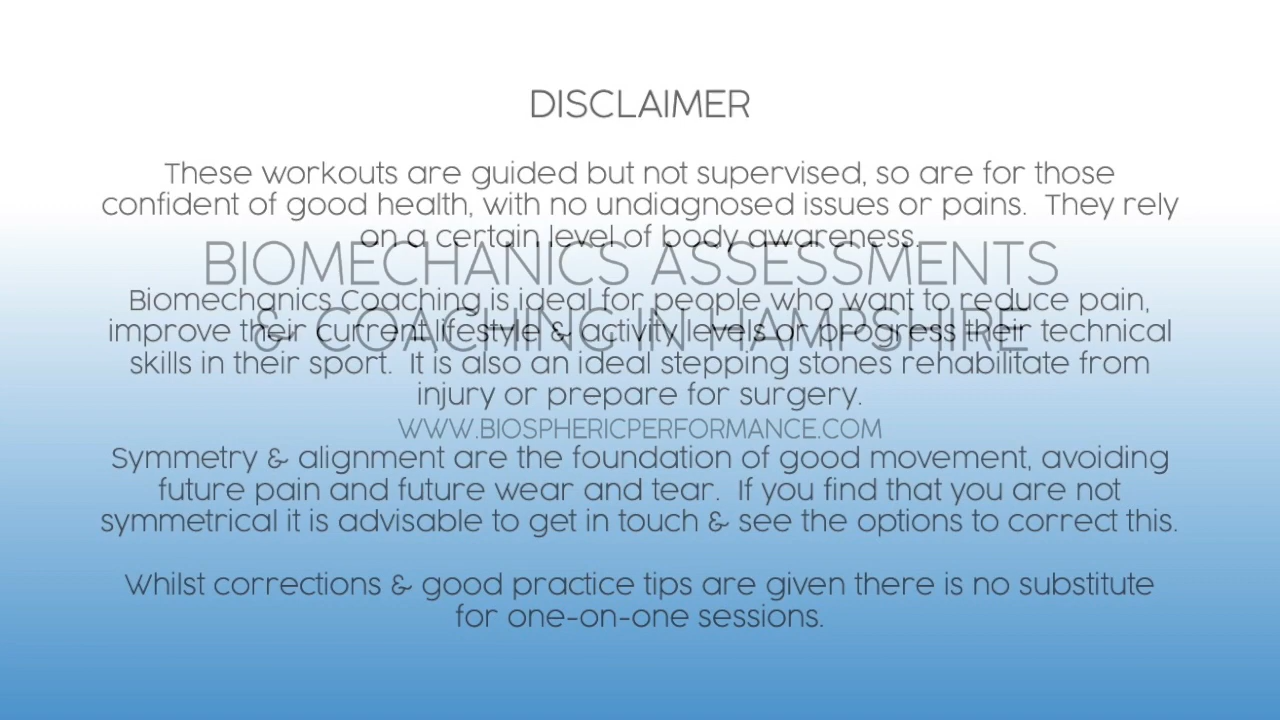 DISCLAIMER
These workouts are guided but not supervised, so are for those
confident of good health, with no undiagnosed issues or pains. They rely
on a certain level of body awareness.
BIOMECHANICS ASSESSMENTS
Biomechanics Coaching is ideal for people who want to reduce pain,
& COACHING IN HAMPSHIRE
improve their current lifestyle & activity levels or progress their technical
skills in their sport. It is also an ideal stepping stones rehabilitate from
injury or prepare for surgery.
WWW.BIOSPHERICPERFORMANCE.COM
Symmetry & alignment are the foundation of good movement, avoiding
future pain and future wear and tear. If you find that you are not
symmetrical it is advisable to get in touch & see the options to correct this.
Whilst corrections & good practice tips are given there is no substitute
for one-on-one sessions.